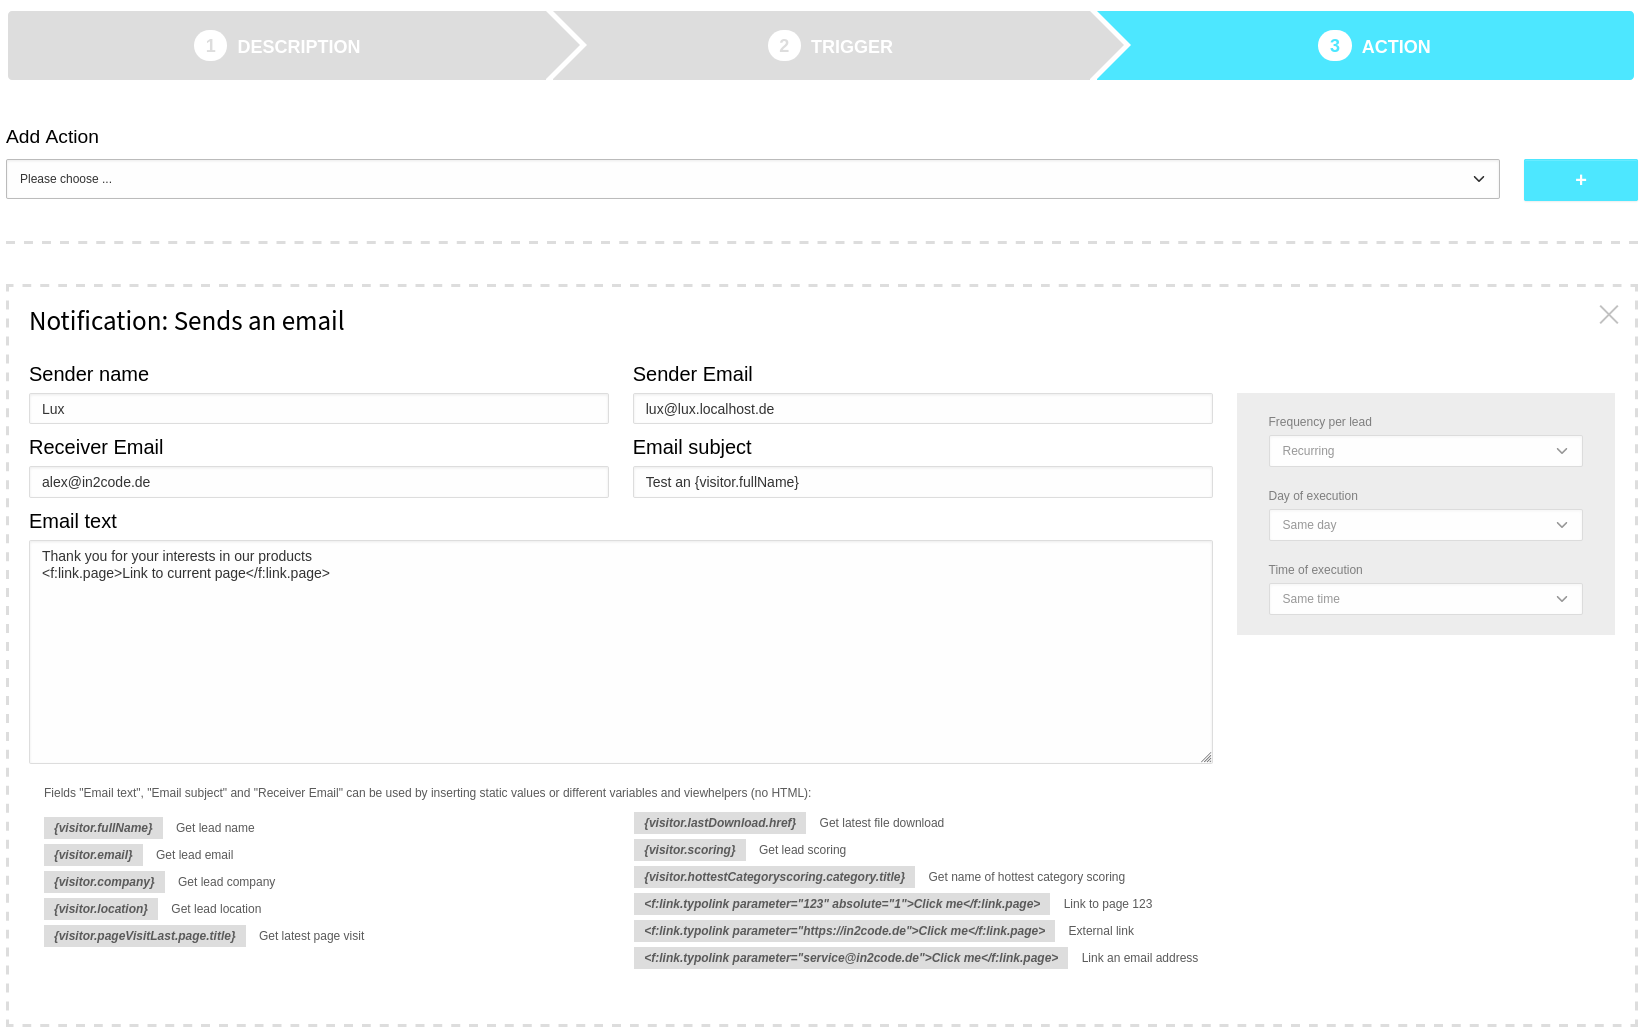 1 DESCRIPTION
2 TRIGGER
3 ACTION
Add Action
Please choose ...
+
Notification: Sends an email
Sender name
Lux
Sender Email
lux@lux.localhost.de
Receiver Email
alex@in2code.de
Email subject
Test an {visitor.fullName}
Email text
Thank you for your interests in our products
<f:link.page>Link to current page</f:link.page>
Frequency per lead
Recurring
Day of execution
Same day
Time of execution
Same time
Fields "Email text", "Email subject" and "Receiver Email" can be used by inserting static values or different variables and viewhelpers (no HTML):
{visitor.fullName} Get lead name
{visitor.email} Get lead email
{visitor.company} Get lead company
{visitor.location} Get lead location
{visitor.pageVisitLast.page.title} Get latest page visit
{visitor.lastDownload.href} Get latest file download
{visitor.scoring} Get lead scoring
{visitor.hottestCategoryscoring.category.title} Get name of hottest category scoring
<f:link.typolink parameter="123" absolute="1">Click me</f:link.page> Link to page 123
<f:link.typolink parameter="https://in2code.de">Click me</f:link.page> External link
<f:link.typolink parameter="service@in2code.de">Click me</f:link.page> Link an email address